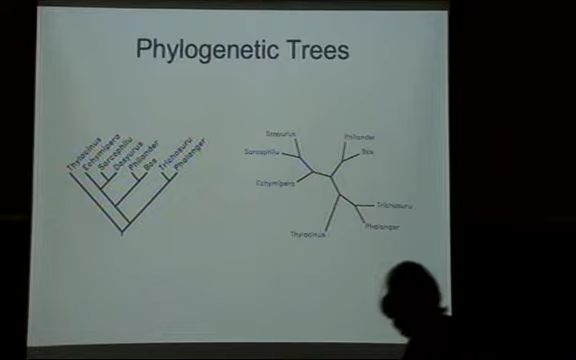 Phylogenetic Trees
Thylacinus
Echymipera
Sarcophilu
Dasyurus
Philander
Bos
Trichosuru
Phalanger
Dasyurus
Philander
Sarcophilu
Bos
Echymipera
Trichosuru
Phalanger
Thylacinus